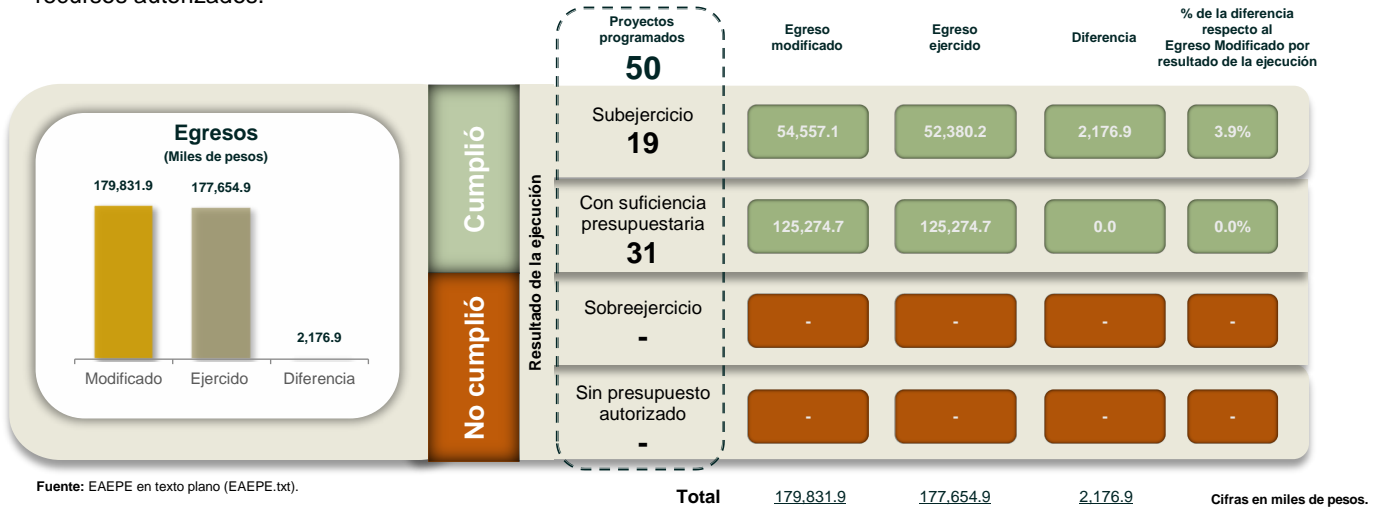 recursos autorizados.
Proyectos
programados
50
Egreso
modificado
Egreso
ejercido
Diferencia
% de la diferencia
respecto al
Egreso Modificado por
resultado de la ejecución
Egresos
(Miles de pesos)
179,831.9
177,654.9
2,176.9
Modificado
Ejercido
Diferencia
Cumplió
No cumplió
Resultado de la ejecución
Subejercicio
19
54,557.1
52,380.2
2,176.9
3.9%
Con suficiencia
presupuestaria
31
125,274.7
125,274.7
0.0
0.0%
Sobreejercicio
-
-
-
-
-
Sin presupuesto
autorizado
-
-
-
-
-
Fuente: EAEPE en texto plano (EAEPE.txt).
Total
179,831.9
177,654.9
2,176.9
Cifras en miles de pesos.